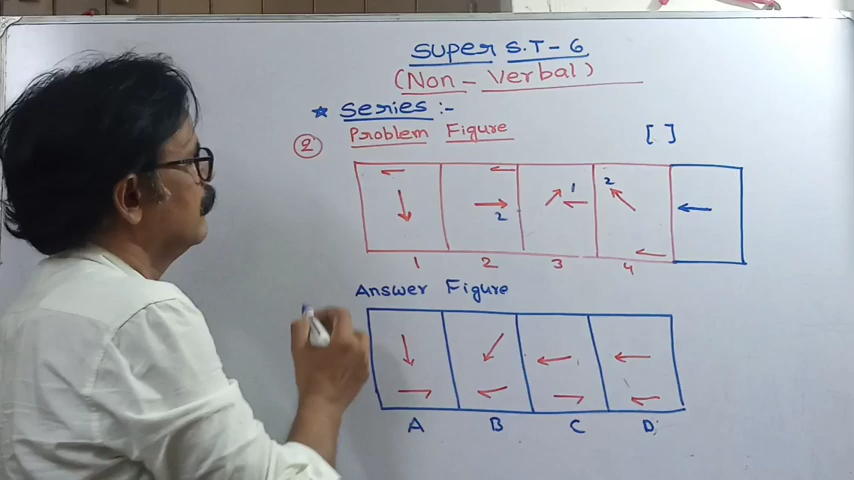 Super S.T-6
(Non-Verbal)
* Series :-
2 Problem Figure [ ]
2 1 2
1 2 3 4
Answer Figure
A B C D